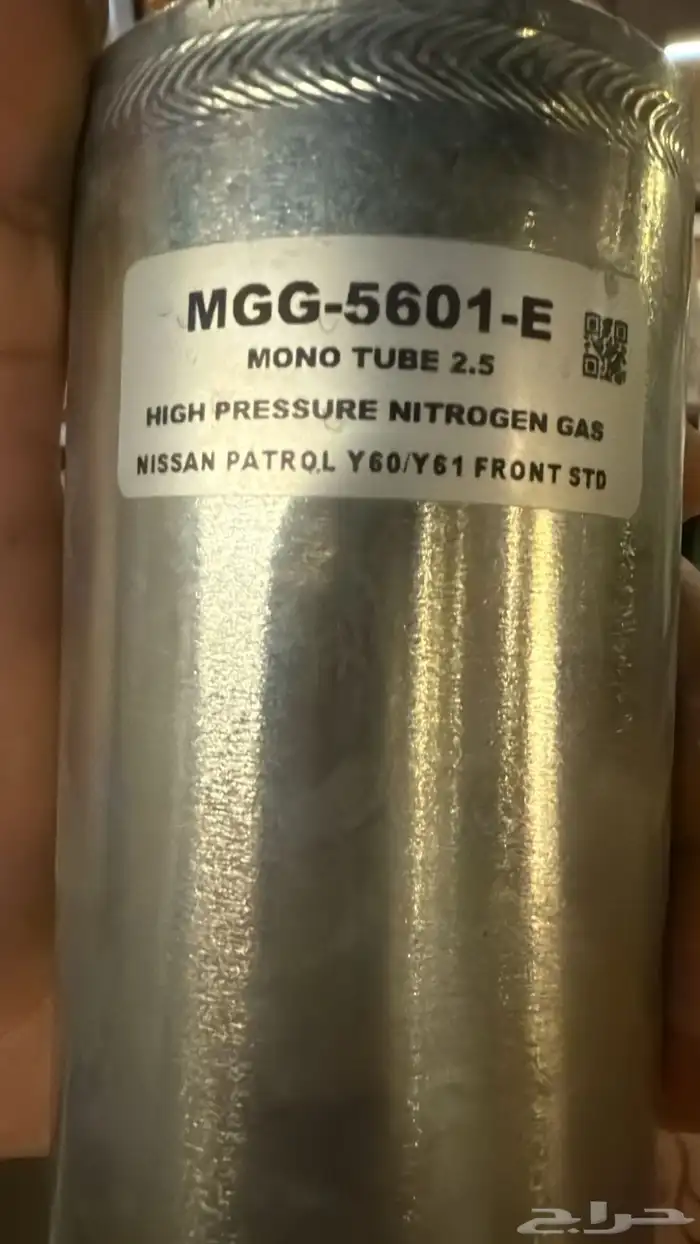 MGG-5601-E
MONO TUBE 2.5
HIGH PRESSURE NITROGEN GAS
NISSAN PATROL Y60/Y61 FRONT STD
حراج